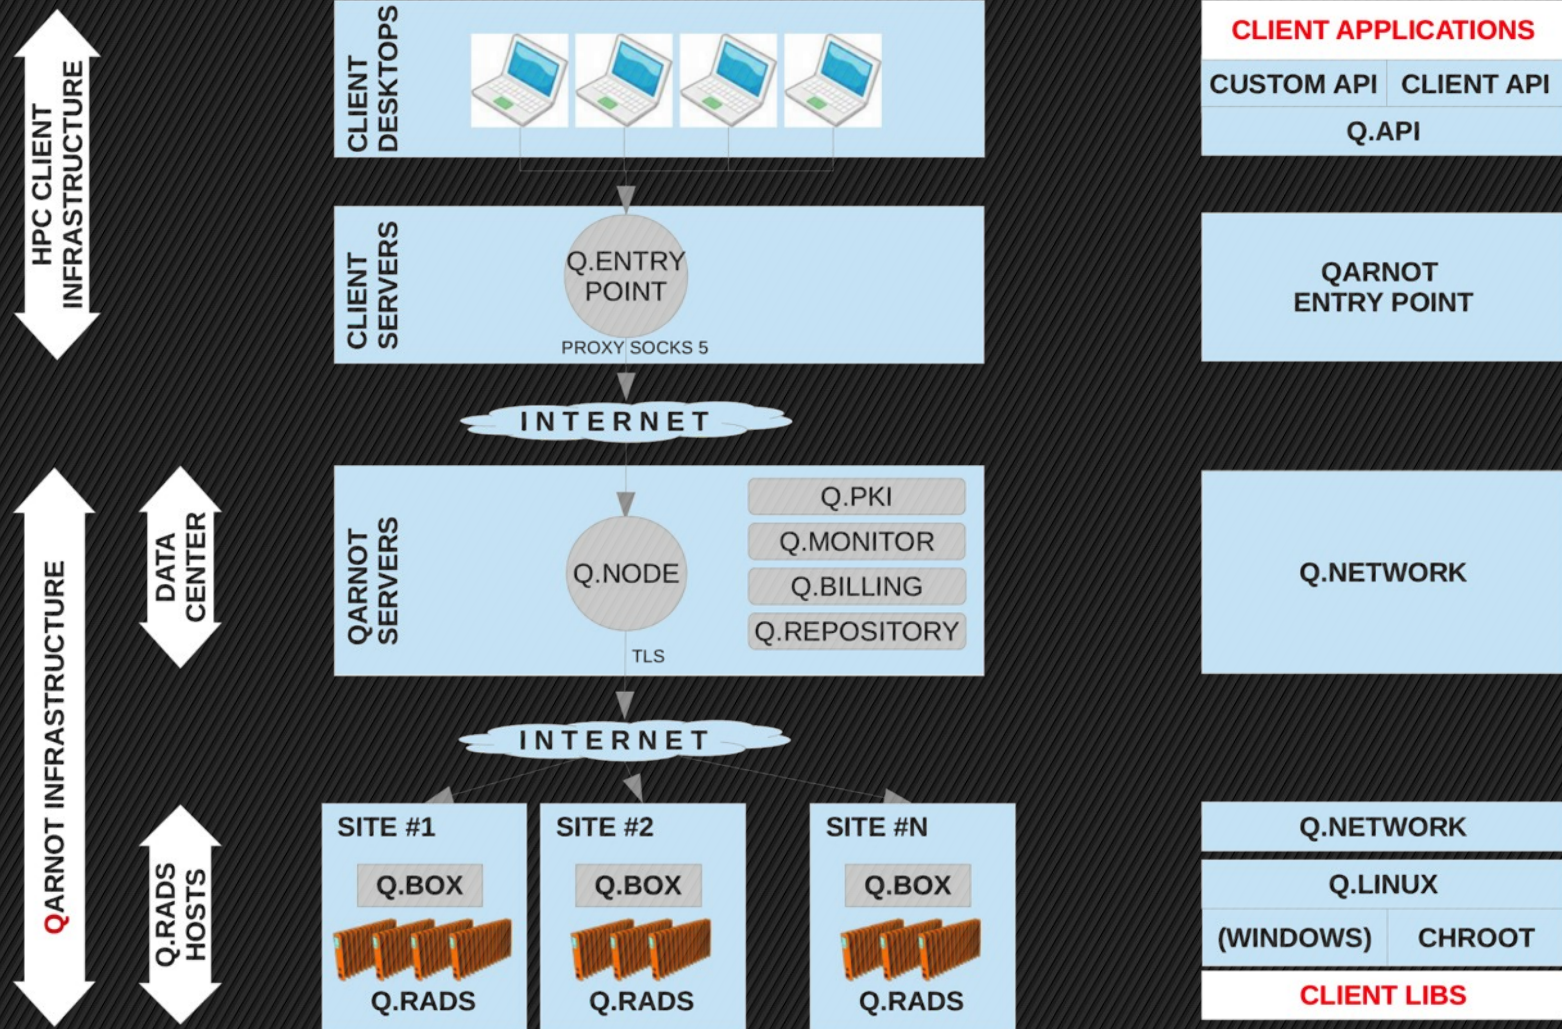 HPC CLIENT
INFRASTRUCTURE
CLIENT
DESKTOPS
CLIENT APPLICATIONS
CUSTOM API
CLIENT API
Q.API
CLIENT
SERVERS
Q.ENTRY
POINT
PROXY SOCKS 5
QARNOT
ENTRY POINT
INTERNET
QARNOT INFRASTRUCTURE
DATA
CENTER
QARNOT
SERVERS
Q.NODE
TLS
Q.PKI
Q.MONITOR
Q.BILLING
Q.REPOSITORY
Q.NETWORK
INTERNET
Q.RADS
HOSTS
SITE #1
Q.BOX
Q.RADS
SITE #2
Q.BOX
Q.RADS
SITE #N
Q.BOX
Q.RADS
Q.NETWORK
Q.LINUX
(WINDOWS)
CHROOT
CLIENT LIBS